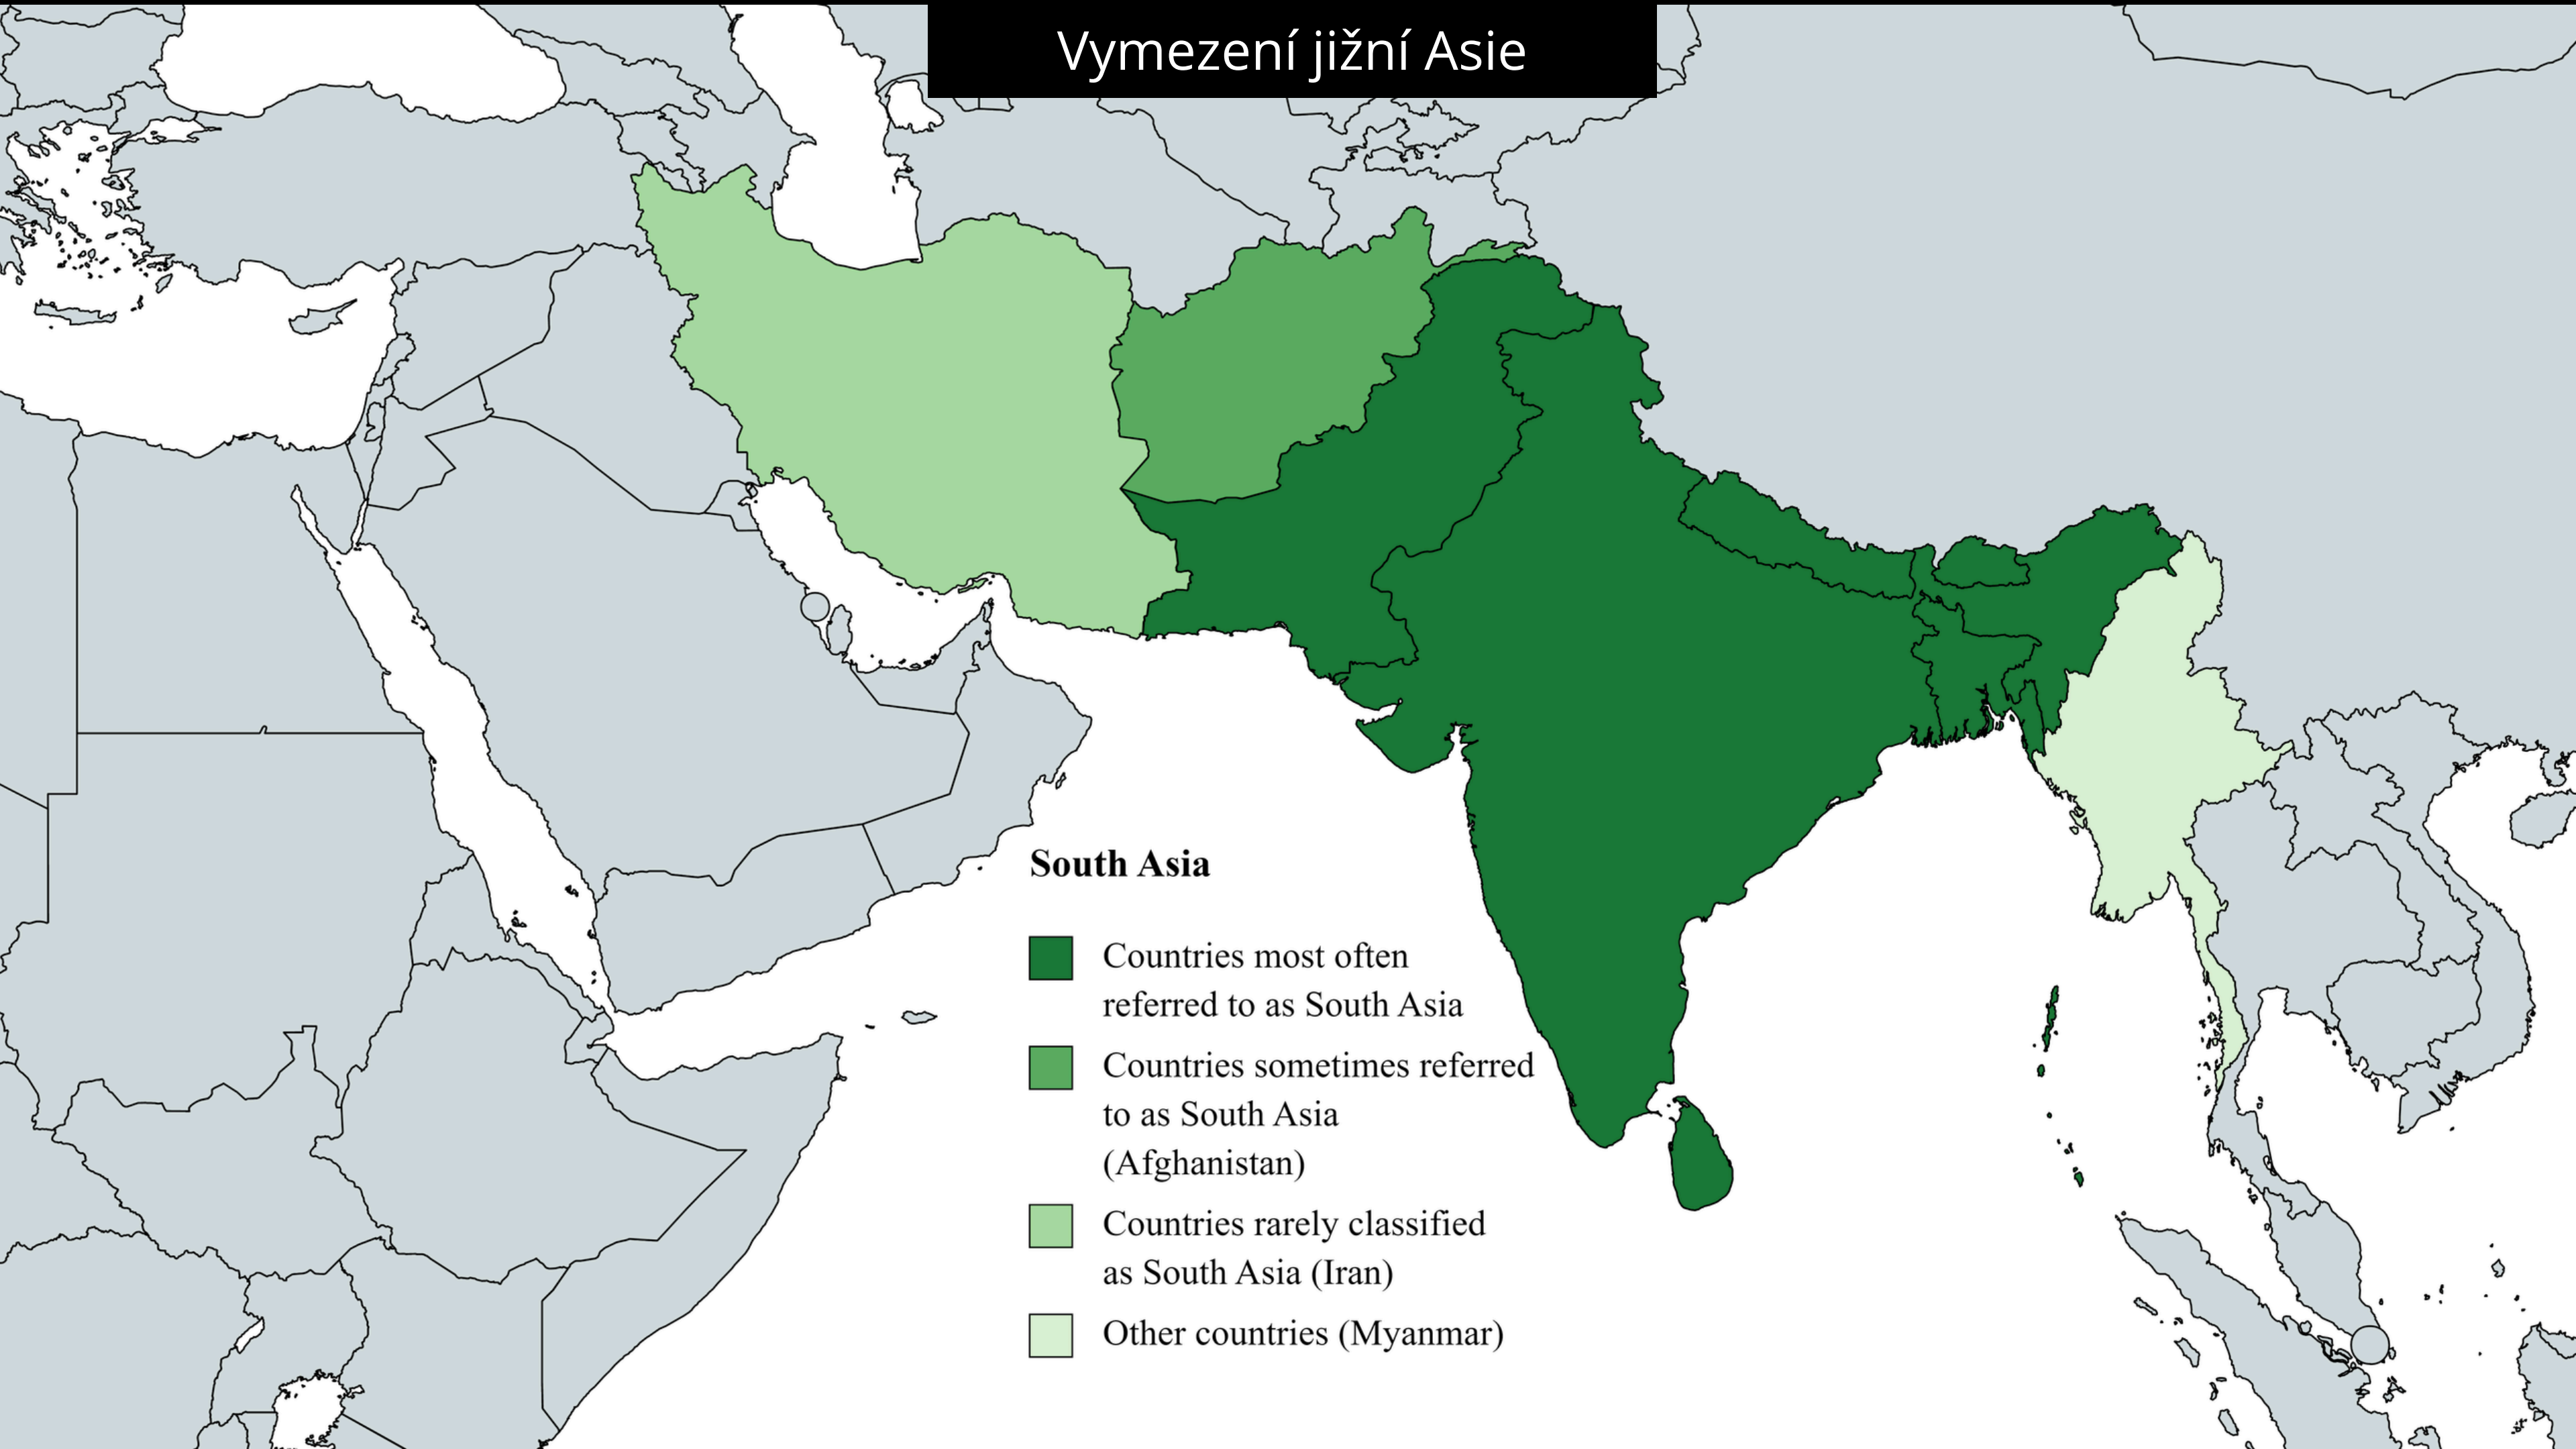 Vymezení jižní Asie
South Asia
Countries most often
referred to as South Asia
Countries sometimes referred
to as South Asia
(Afghanistan)
Countries rarely classified
as South Asia (Iran)
Other countries (Myanmar)